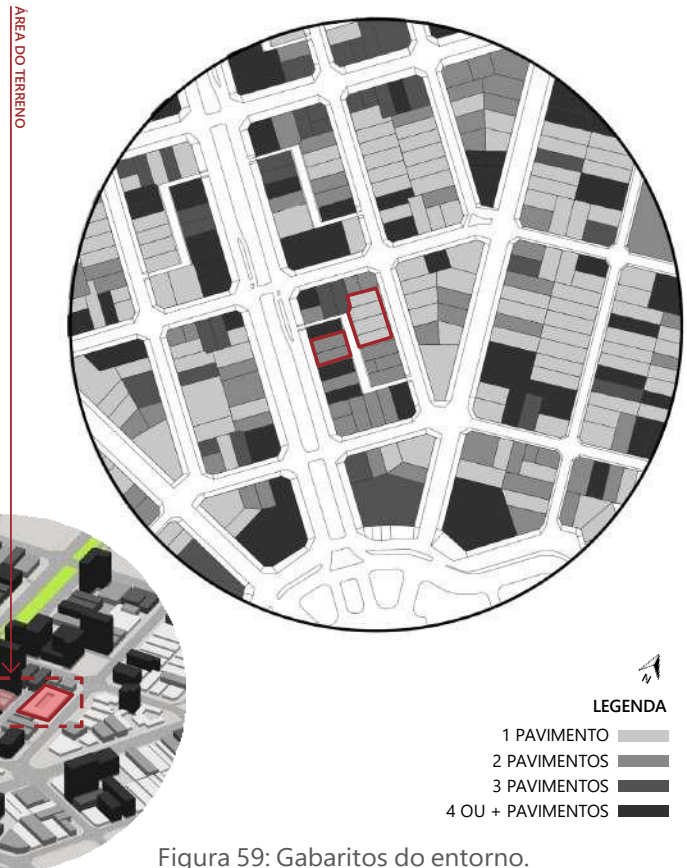 ÁREA DO TERRENO
N
LEGENDA
1 PAVIMENTO
2 PAVIMENTOS
3 PAVIMENTOS
4 OU + PAVIMENTOS
Figura 59: Gabaritos do entorno.